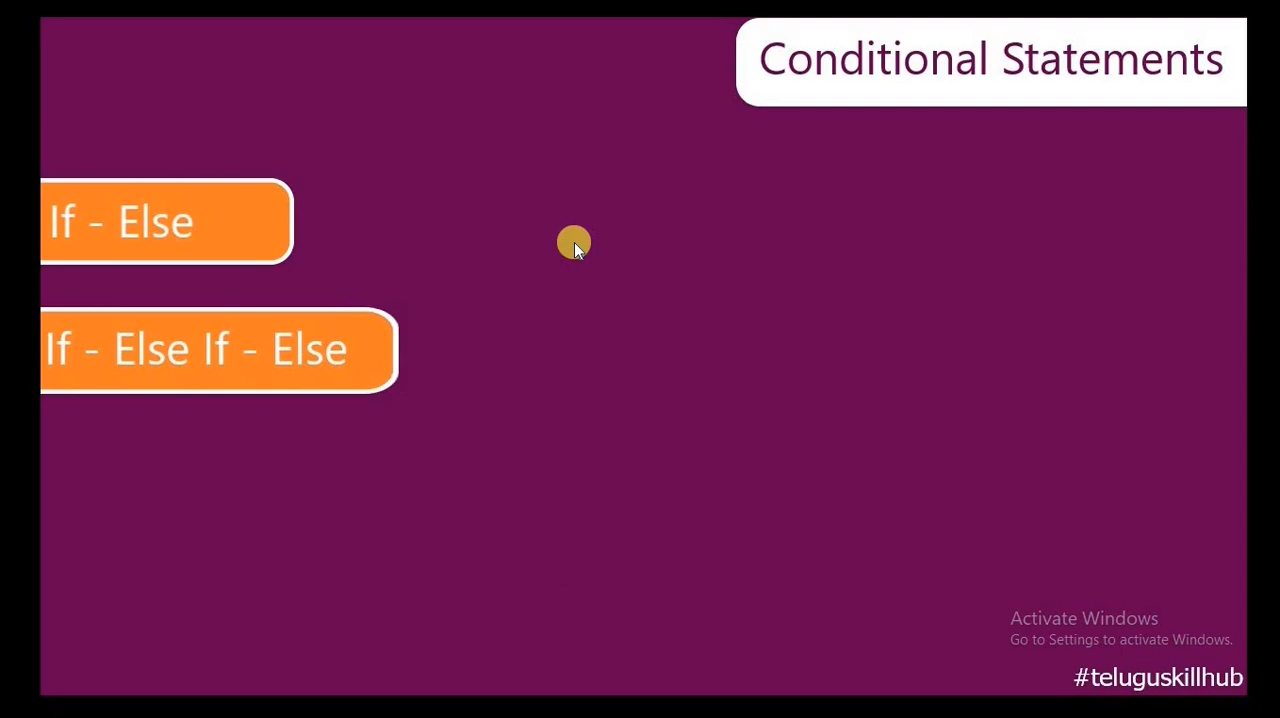 Conditional Statements
If - Else
If - Else If - Else
Activate Windows
Go to Settings to activate Windows.
#teluguskillhub